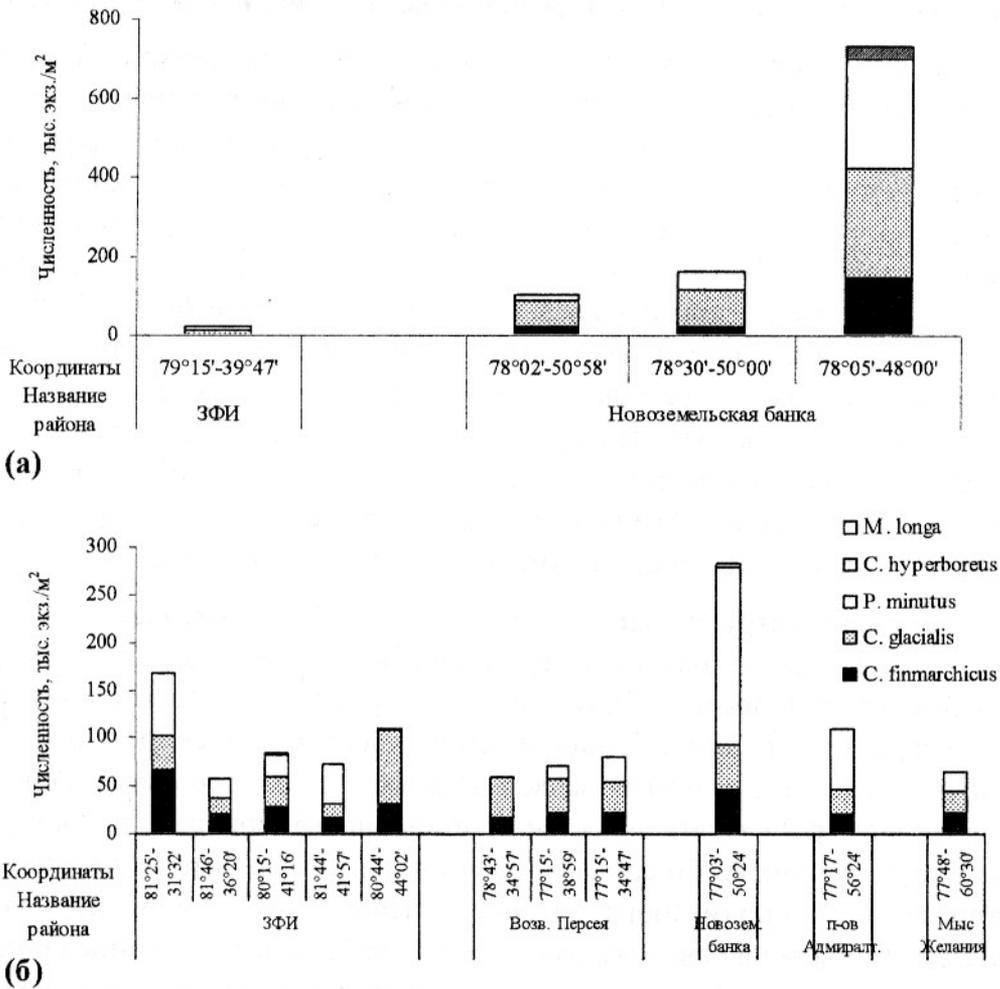 800
600
400
200
0
Численность, тыс. экз./м²
Координаты 79°15'-39°47' 78°02'-50°58' 78°30'-50°00' 78°05'-48°00'
Название
района
ЗФИ Новоземельская банка
(а)
M. longa
C. hyperboreus
P. minutus
C. glacialis
C. finmarchicus
300
250
200
150
100
50
0
Численность, тыс. экз./м²
Координаты
81°25'-
31°32'
81°46'-
36°20'
80°15'-
41°16'
81°44'-
41°57'
80°44'-
44°02'
78°43'-
34°57'
77°15'-
38°59'
77°15'-
34°47'
77°03'-
50°24'
77°17'-
56°24'
77°48'-
60°30'
Название
района
ЗФИ
Возв. Персея
Новозем.
банка
п-ов
Адмиралт.
Мыс
Желания
(б)